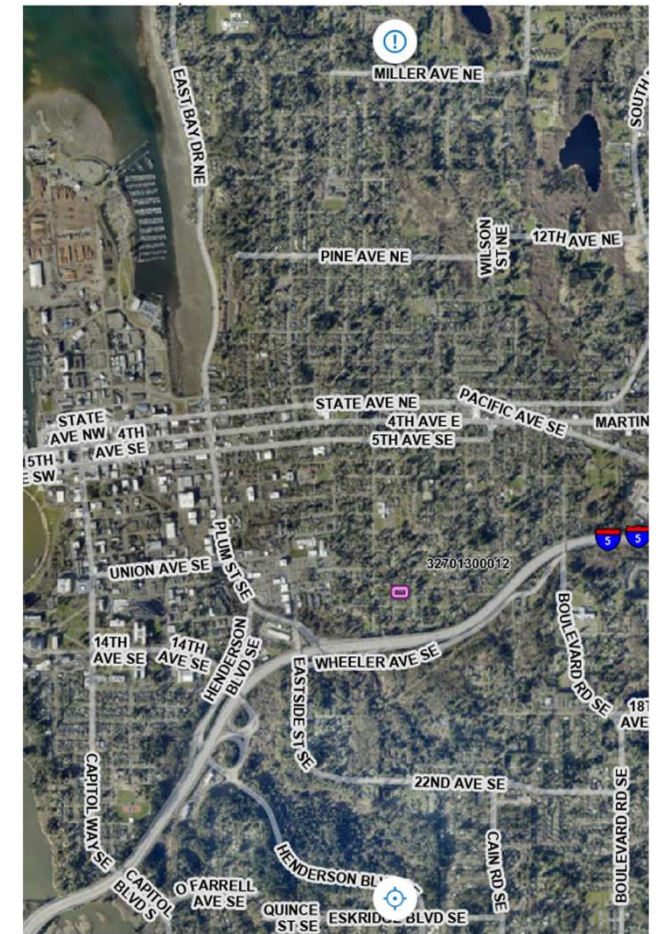 MILLER AVE NE
EAST BAY DR NE
SOUTH
WILSON
ST NE
12TH AVE NE
PINE AVE NE
STATE AVE NE
PACIFIC AVE SE
STATE
AVE NW
4TH
AVE SE
4TH AVE E
MARTIN
5TH AVE SE
15TH
E SW
5
5
PLUM ST SE
32701300012
UNION AVE SE
BOULEVARD RD SE
HENDERSON
BLVD SE
14TH
AVE SE
14TH
AVE SE
WHEELER AVE SE
EASTSIDE ST SE
AVE
CAPITOL WAY SE
22ND AVE SE
BOULEVARD RD SE
CAIN RD SE
HENDERSON
CAPITOL
BLVD S
O FARRELL
AVE SE
QUINCE
ST SE
ESKRIDGE BLVD SE